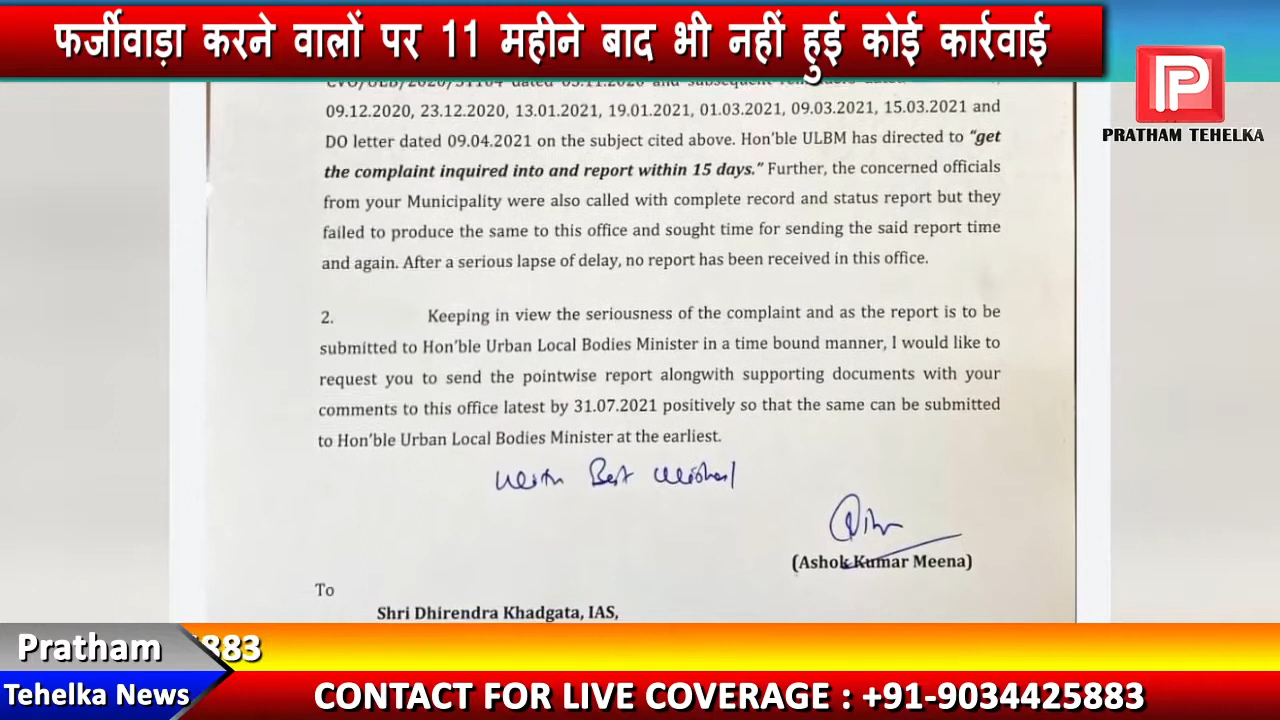 फर्जीवाड़ा करने वालों पर 11 महीने बाद भी नहीं हुई कोई कार्रवाई
PRATHAM TEHELKA
09.12.2020, 23.12.2020, 13.01.2021, 19.01.2021, 01.03.2021, 09.03.2021, 15.03.2021 and
DO letter dated 09.04.2021 on the subject cited above. Hon'ble ULBM has directed to "get
the complaint inquired into and report within 15 days." Further, the concerned officials
from your Municipality were also called with complete record and status report but they
failed to produce the same to this office and sought time for sending the said report time
and again. After a serious lapse of delay, no report has been received in this office.
2. Keeping in view the seriousness of the complaint and as the report is to be
submitted to Hon'ble Urban Local Bodies Minister in a time bound manner, I would like to
request you to send the pointwise report alongwith supporting documents with your
comments to this office latest by 31.07.2021 positively so that the same can be submitted
to Hon'ble Urban Local Bodies Minister at the earliest.
With Best Wishes
(Ashok Kumar Meena)
To
Shri Dhirendra Khadgata, IAS,
Pratham 883
Tehelka News
CONTACT FOR LIVE COVERAGE : +91-9034425883